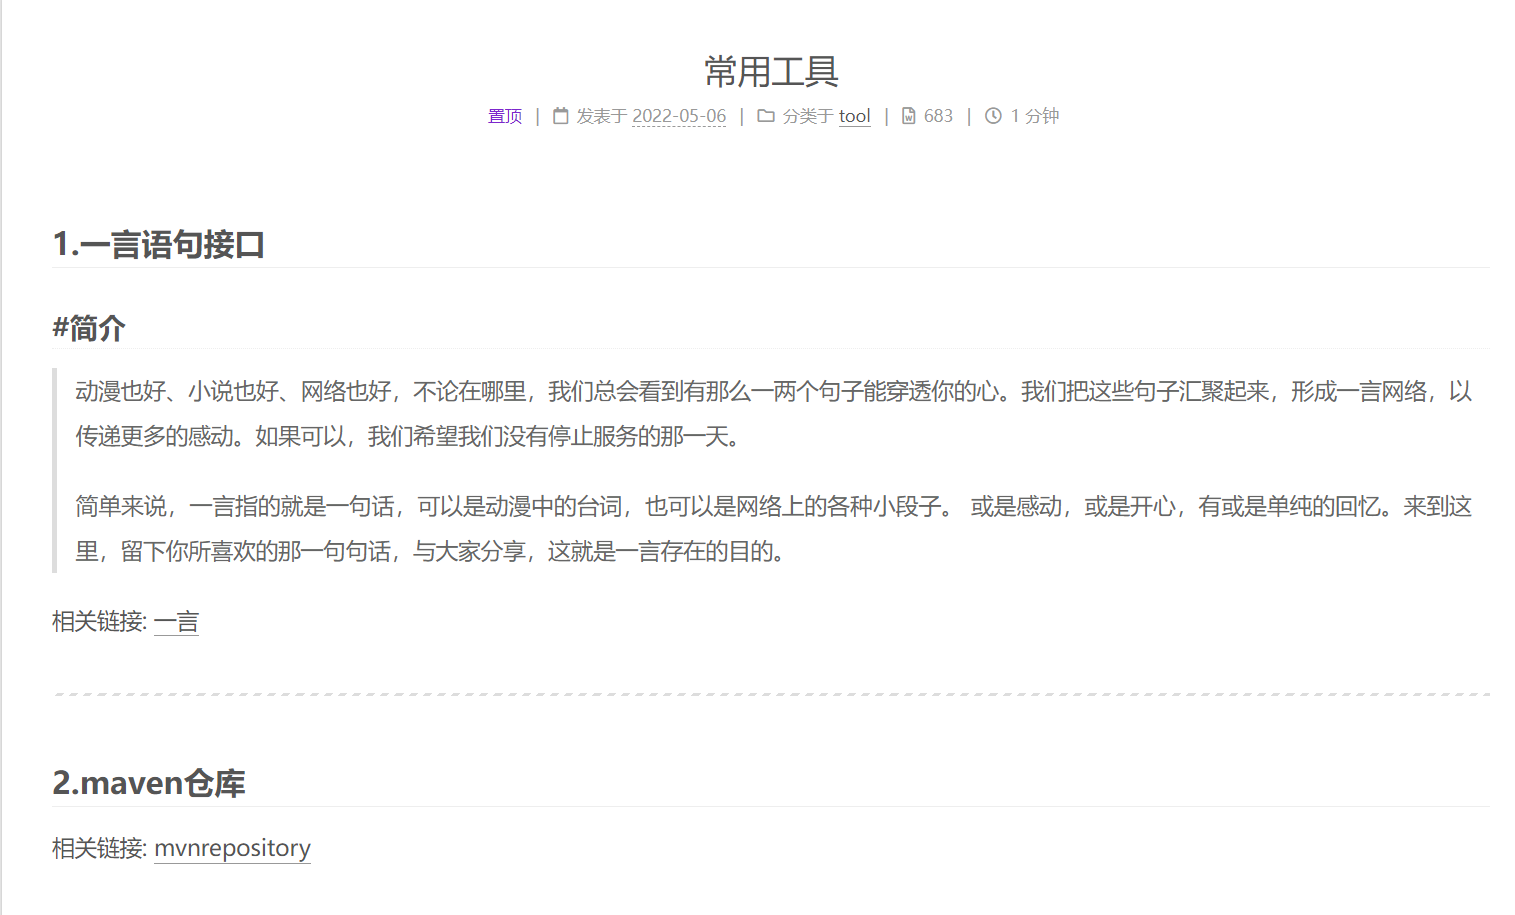 常用工具
置顶 | 发表于 2022-05-06 | 分类于 tool | 683 | 1 分钟
1.一言语句接口
#简介
动漫也好、小说也好、网络也好，不论在哪里，我们总会看到有那么一两个句子能穿透你的心。我们把这些句子汇聚起来，形成一言网络，以
传递更多的感动。如果可以，我们希望我们没有停止服务的那一天。
简单来说，一言指的就是一句话，可以是动漫中的台词，也可以是网络上的各种小段子。 或是感动，或是开心，有或是单纯的回忆。来到这
里，留下你所喜欢的那一句句话，与大家分享，这就是一言存在的目的。
相关链接: 一言
2.maven仓库
相关链接: mvnrepository